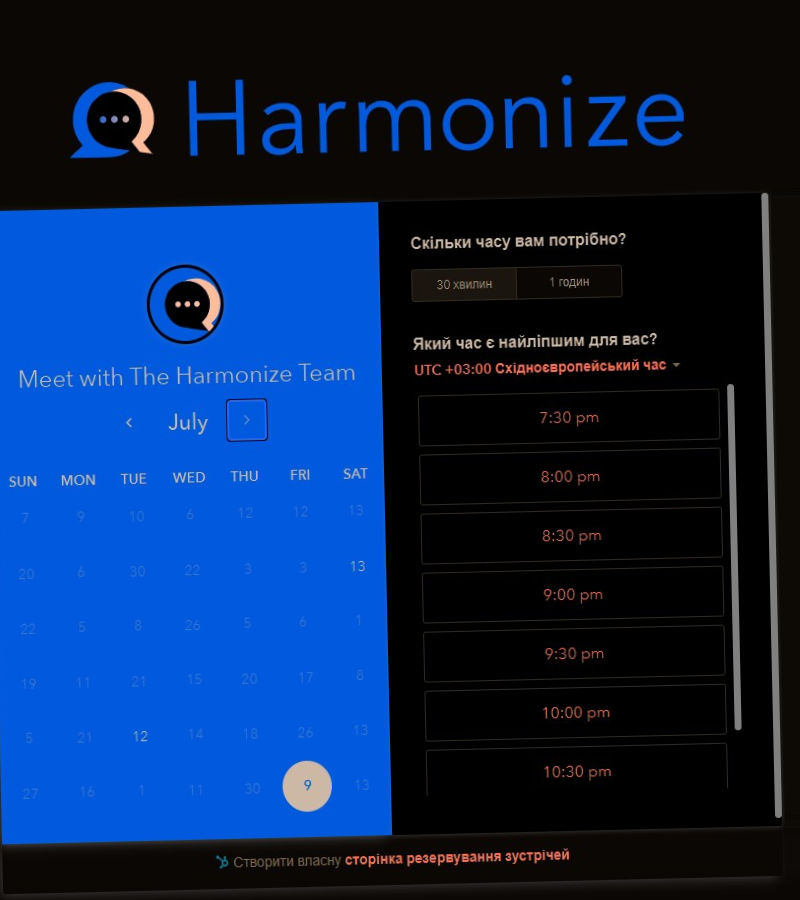 Harmonize
Meet with The Harmonize Team
July
SUN MON TUE WED THU FRI SAT
7 9 10 6 12 12 13
20 6 30 22 3 3 13
22 5 8 26 5 6 1
19 11 21 15 20 17 8
5 21 12 14 18 26 13
27 16 1 11 30 9 13
Скільки часу вам потрібно?
30 хвилин 1 годин
Який час є найліпшим для вас?
UTC +03:00 Східноєвропейський час
7:30 pm
8:00 pm
8:30 pm
9:00 pm
9:30 pm
10:00 pm
10:30 pm
Створити власну сторінка резервування зустрічей